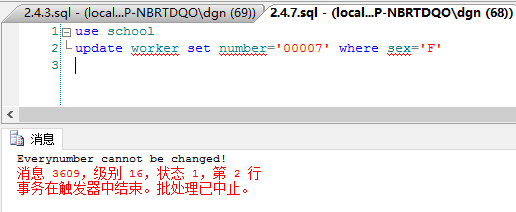 2.4.3.sql - (local...P-NBRTDQO\dgn (69))
2.4.7.sql - (local...P-NBRTDQO\dgn (68))
1 use school
2 update worker set number='00007' where sex='F'
3
消息
Everynumber cannot be changed!
消息 3609，级别 16，状态 1，第 2 行
事务在触发器中结束。批处理已中止。